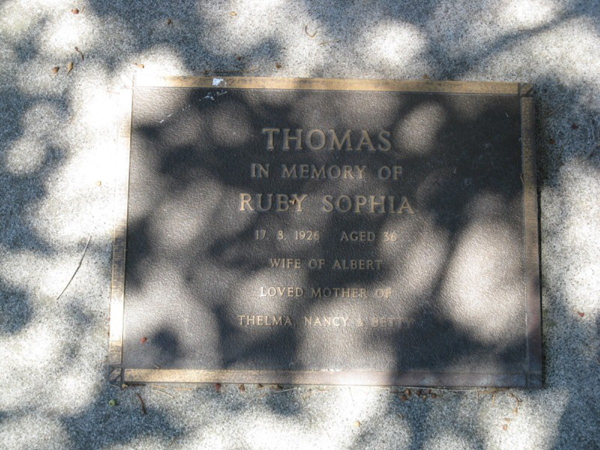 THOMAS
IN MEMORY OF
RUBY SOPHIA
17. 8. 1926 AGED 36
WIFE OF ALBERT
LOVED MOTHER OF
THELMA, NANCY & BETTY